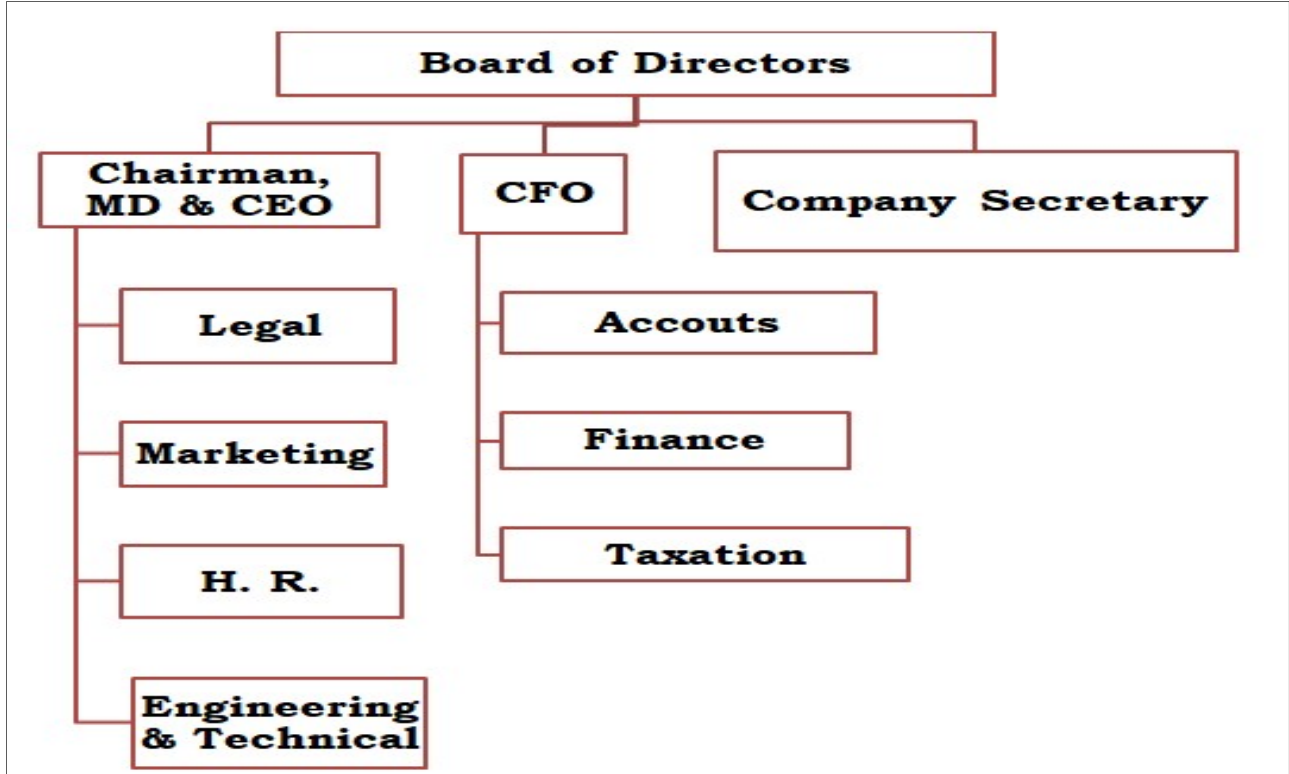 Board of Directors
Chairman,
MD & CEO
CFO
Company Secretary
Legal
Marketing
H. R.
Engineering
& Technical
Accouts
Finance
Taxation